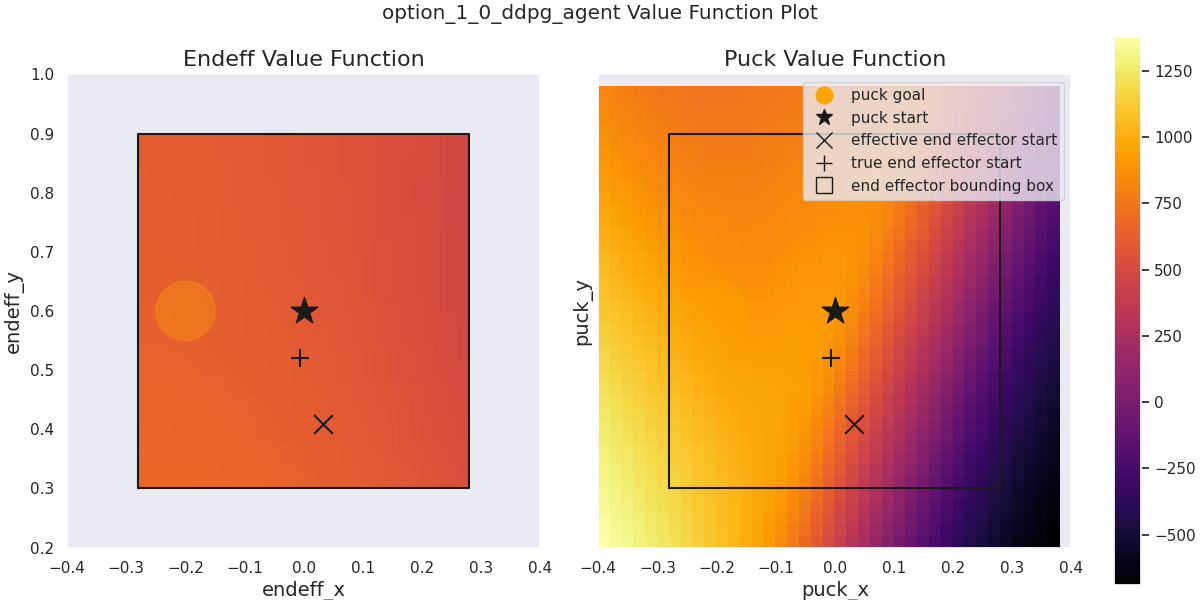 option_1_0_ddpg_agent Value Function Plot
Endeff Value Function
1.0
0.9
0.8
0.7
0.6
0.5
0.4
0.3
0.2
endeff_y
−0.4 −0.3 −0.2 −0.1 0.0 0.1 0.2 0.3 0.4
endeff_x
Puck Value Function
puck goal
puck start
effective end effector start
true end effector start
end effector bounding box
puck_y
−0.4 −0.3 −0.2 −0.1 0.0 0.1 0.2 0.3 0.4
puck_x
1250
1000
750
500
250
0
−250
−500